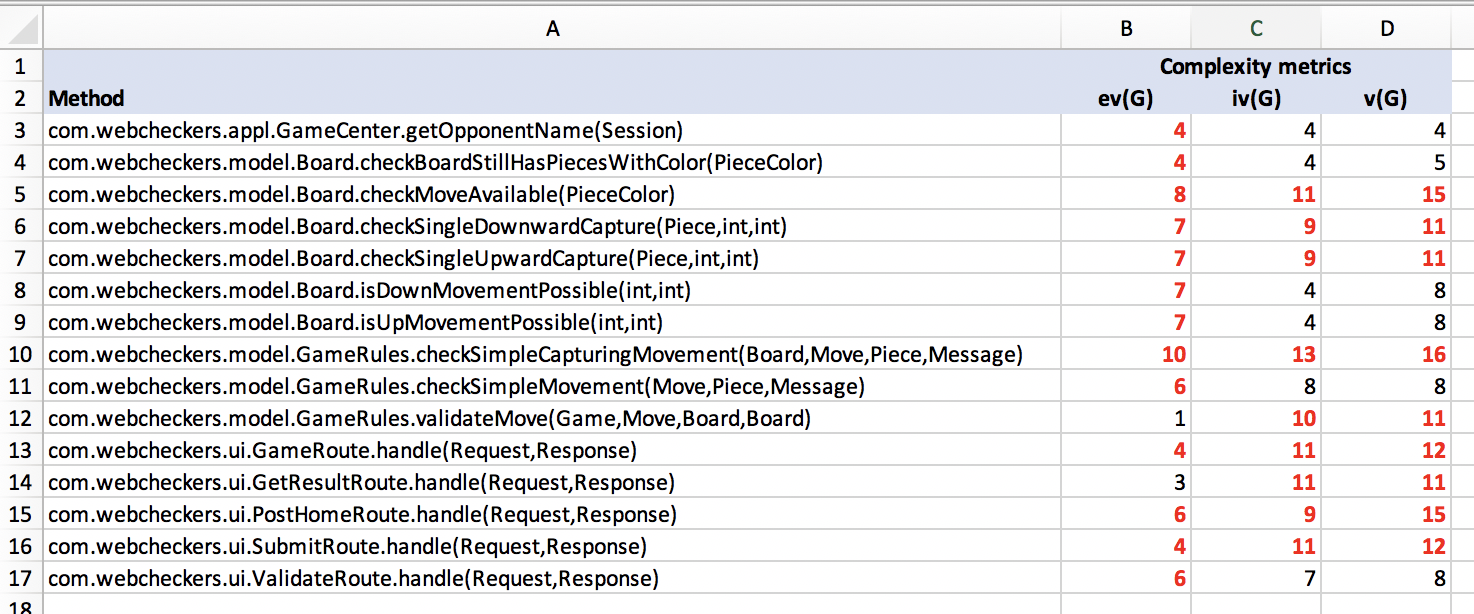 A B C D
1 Complexity metrics
2 Method ev(G) iv(G) v(G)
3 com.webcheckers.appl.GameCenter.getOpponentName(Session) 4 4 4
4 com.webcheckers.model.Board.checkBoardStillHasPiecesWithColor(PieceColor) 4 4 5
5 com.webcheckers.model.Board.checkMoveAvailable(PieceColor) 8 11 15
6 com.webcheckers.model.Board.checkSingleDownwardCapture(Piece,int,int) 7 9 11
7 com.webcheckers.model.Board.checkSingleUpwardCapture(Piece,int,int) 7 9 11
8 com.webcheckers.model.Board.isDownMovementPossible(int,int) 7 4 8
9 com.webcheckers.model.Board.isUpMovementPossible(int,int) 7 4 8
10 com.webcheckers.model.GameRules.checkSimpleCapturingMovement(Board,Move,Piece,Message) 10 13 16
11 com.webcheckers.model.GameRules.checkSimpleMovement(Move,Piece,Message) 6 8 8
12 com.webcheckers.model.GameRules.validateMove(Game,Move,Board,Board) 1 10 11
13 com.webcheckers.ui.GameRoute.handle(Request,Response) 4 11 12
14 com.webcheckers.ui.GetResultRoute.handle(Request,Response) 3 11 11
15 com.webcheckers.ui.PostHomeRoute.handle(Request,Response) 6 9 15
16 com.webcheckers.ui.SubmitRoute.handle(Request,Response) 4 11 12
17 com.webcheckers.ui.ValidateRoute.handle(Request,Response) 6 7 8
18